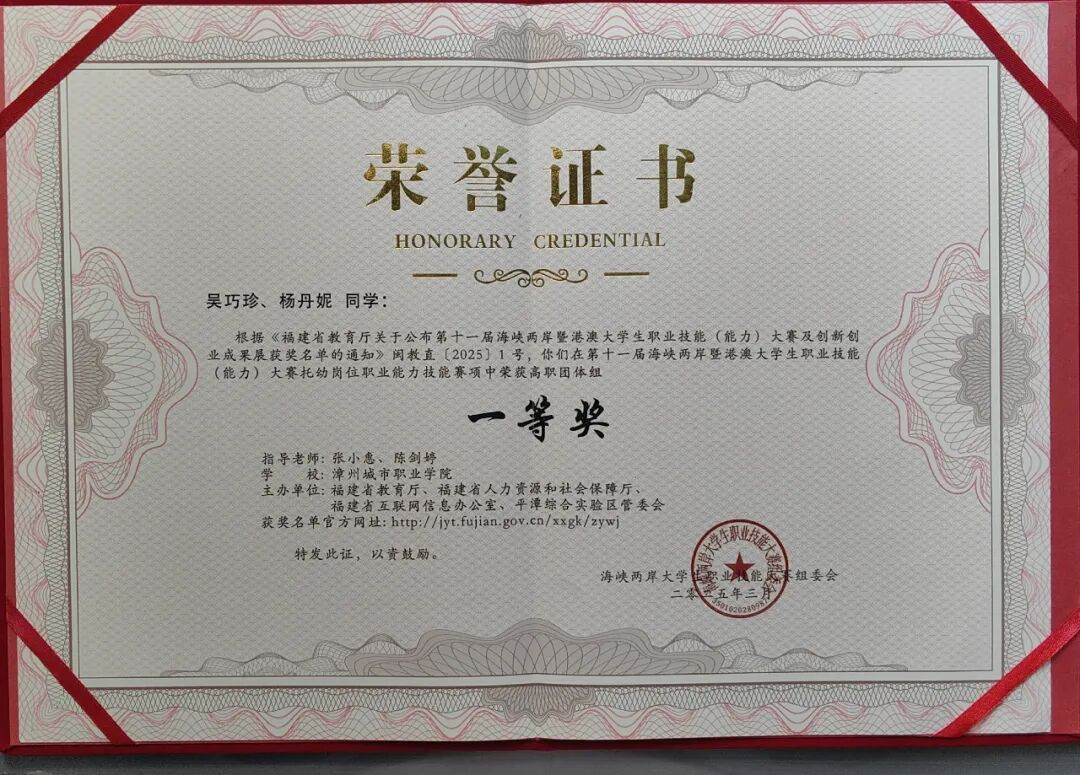 荣誉证书
HONORARY CREDENTIAL
吴巧珍、杨丹妮 同学：
根据《福建省教育厅关于公布第十一届海峡两岸暨港澳大学生职业技能（能力）大赛及创新创
业成果展获奖名单的通知》闽教直〔2025〕1号，你们在第十一届海峡两岸暨港澳大学生职业技能
（能力）大赛托幼岗位职业能力技能赛项中荣获高职团体组
一等奖
指导老师：张小惠、陈剑婷
学 校：漳州城市职业学院
主办单位：福建省教育厅、福建省人力资源和社会保障厅、
福建省互联网信息办公室、平潭综合实验区管委会
获奖名单官方网址：http://jyt.fujian.gov.cn/xxgk/zywj
特发此证，以资鼓励。
海峡两岸大学生职业技能大赛组委会
二零二五年三月